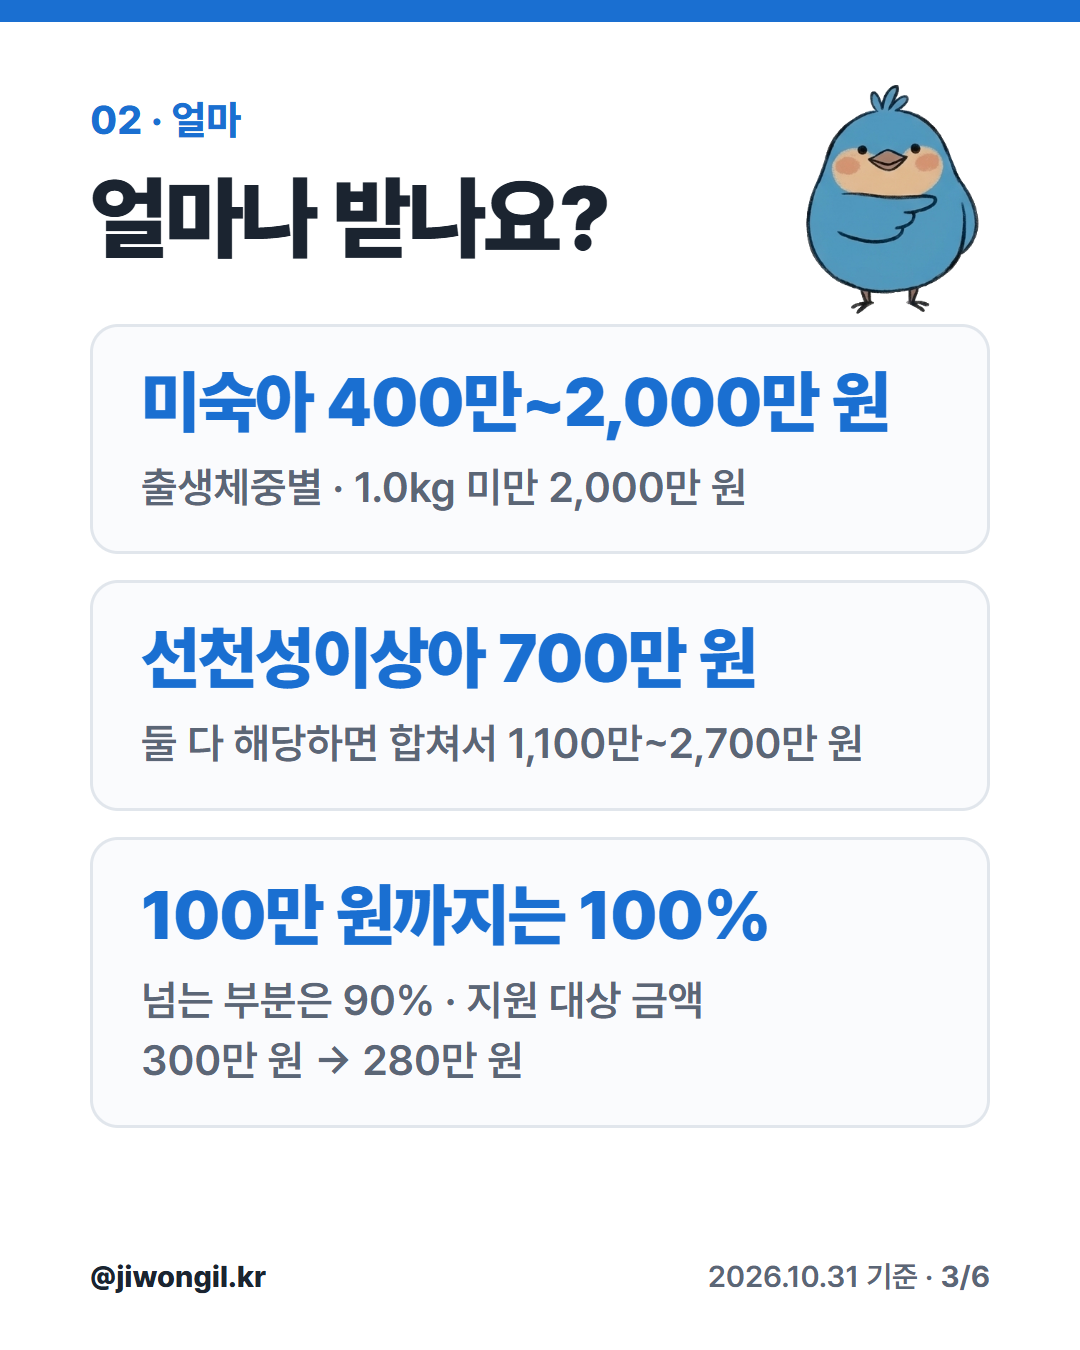 02 · 얼마
얼마나 받나요?
미숙아 400만~2,000만 원
출생체중별 · 1.0kg 미만 2,000만 원
선천성이상아 700만 원
둘 다 해당하면 합쳐서 1,100만~2,700만 원
100만 원까지는 100%
넘는 부분은 90% · 지원 대상 금액
300만 원 → 280만 원
@jiwongil.kr
2026.10.31 기준 · 3/6